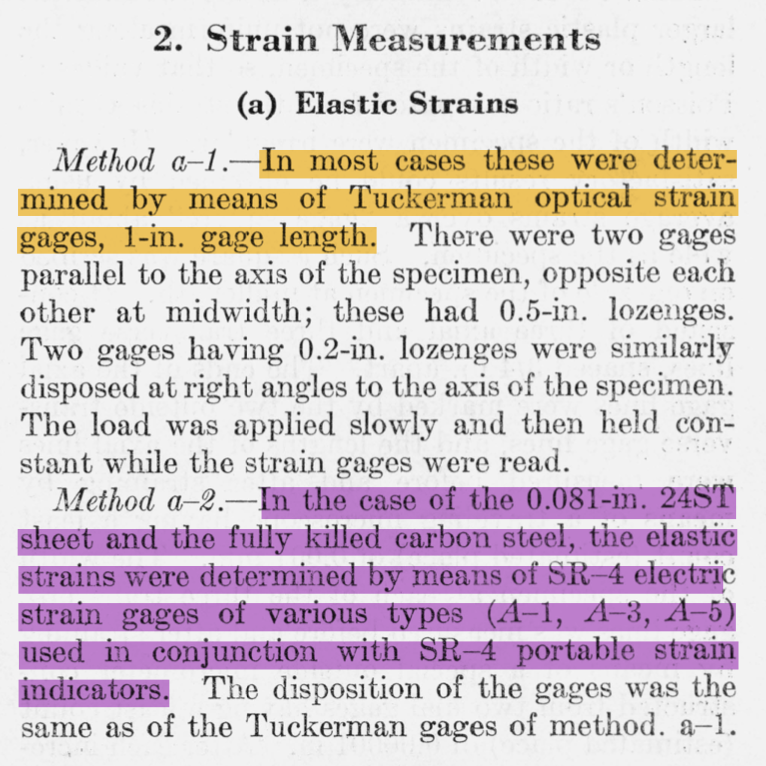 2. Strain Measurements
(a) Elastic Strains
Method a–1.—In most cases these were deter-
mined by means of Tuckerman optical strain
gages, 1-in. gage length. There were two gages
parallel to the axis of the specimen, opposite each
other at midwidth; these had 0.5-in. lozenges.
Two gages having 0.2-in. lozenges were similarly
disposed at right angles to the axis of the specimen.
The load was applied slowly and then held con-
stant while the strain gages were read.
Method a–2.—In the case of the 0.081-in. 24ST
sheet and the fully killed carbon steel, the elastic
strains were determined by means of SR–4 electric
strain gages of various types (A–1, A–3, A–5)
used in conjunction with SR–4 portable strain
indicators. The disposition of the gages was the
same as of the Tuckerman gages of method. a–1.